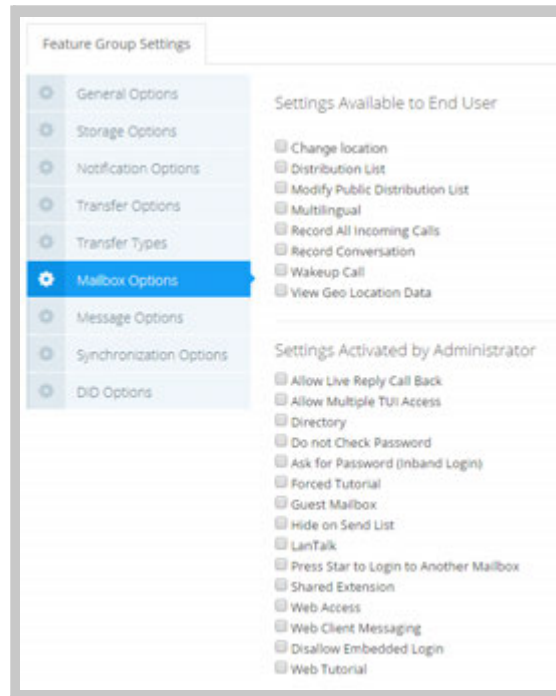 Feature Group Settings
General Options
Storage Options
Notification Options
Transfer Options
Transfer Types
Mailbox Options
Message Options
Synchronization Options
DID Options
Settings Available to End User
Change location
Distribution List
Modify Public Distribution List
Multilingual
Record All Incoming Calls
Record Conversation
Wakeup Call
View Geo Location Data
Settings Activated by Administrator
Allow Live Reply Call Back
Allow Multiple TUI Access
Directory
Do not Check Password
Ask for Password (Inband Login)
Forced Tutorial
Guest Mailbox
Hide on Send List
LanTalk
Press Star to Login to Another Mailbox
Shared Extension
Web Access
Web Client Messaging
Disallow Embedded Login
Web Tutorial